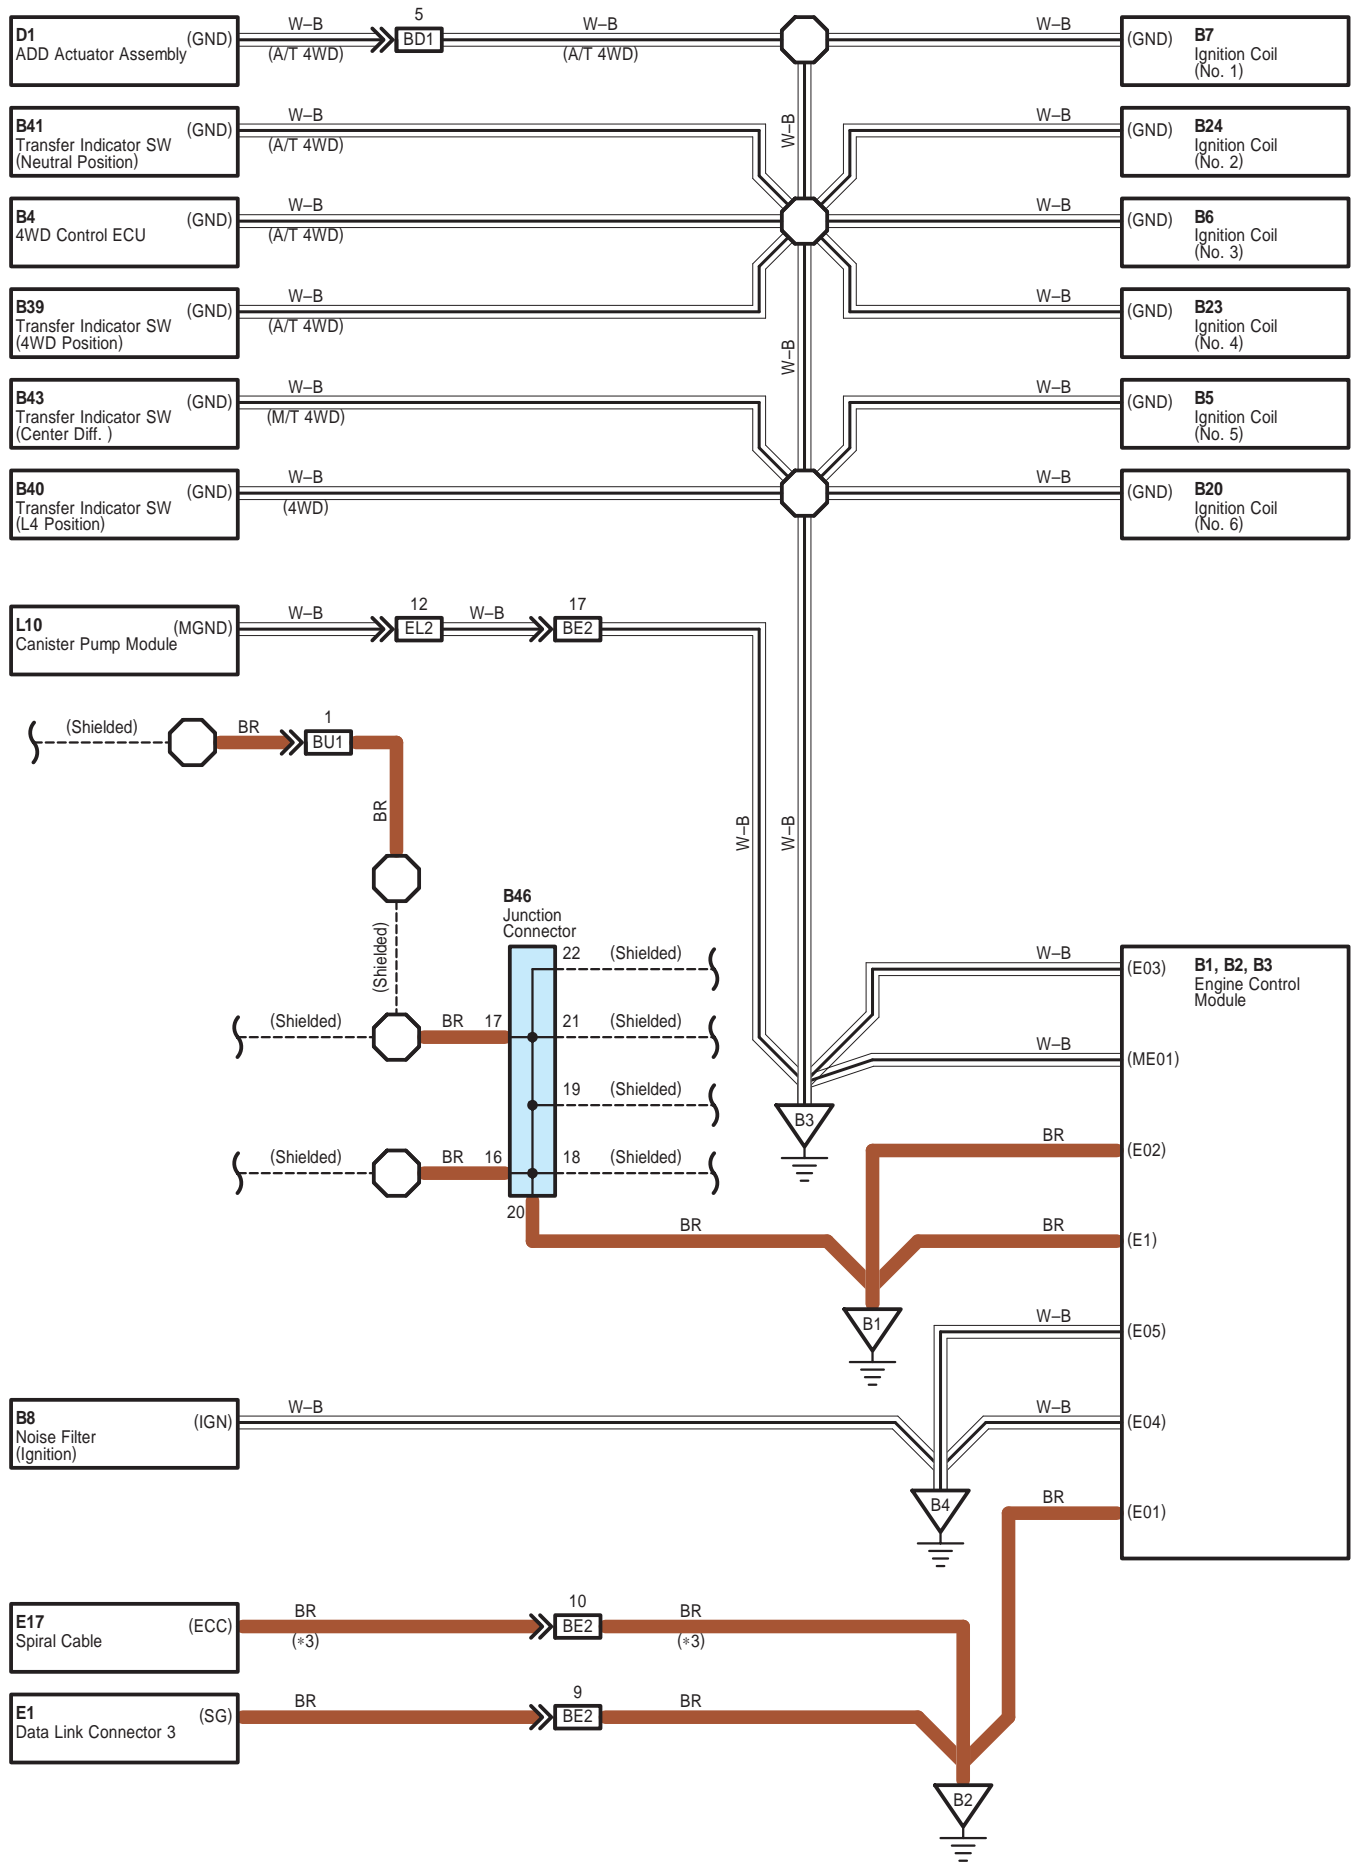 D1
ADD Actuator Assembly
(GND)
W–B
(A/T 4WD)
5
BD1
W–B
(A/T 4WD)
W–B
(GND)
B7
Ignition Coil
(No. 1)
B41
Transfer Indicator SW
(Neutral Position)
(GND)
W–B
(A/T 4WD)
W–B
W–B
(GND)
B24
Ignition Coil
(No. 2)
B4
4WD Control ECU
(GND)
W–B
(A/T 4WD)
W–B
(GND)
B6
Ignition Coil
(No. 3)
B39
Transfer Indicator SW
(4WD Position)
(GND)
W–B
(A/T 4WD)
W–B
W–B
(GND)
B23
Ignition Coil
(No. 4)
B43
Transfer Indicator SW
(Center Diff. )
(GND)
W–B
(M/T 4WD)
W–B
(GND)
B5
Ignition Coil
(No. 5)
B40
Transfer Indicator SW
(L4 Position)
(GND)
W–B
(4WD)
W–B
(GND)
B20
Ignition Coil
(No. 6)
L10
Canister Pump Module
(MGND)
W–B
12
EL2
W–B
17
BE2
(Shielded)
BR
1
BU1
BR
W–B
W–B
(Shielded)
B46
Junction
Connector
22
(Shielded)
(Shielded)
BR
17
21
(Shielded)
19
(Shielded)
(Shielded)
BR
16
18
(Shielded)
20
BR
W–B
(E03)
B1, B2, B3
Engine Control
Module
W–B
(ME01)
B3
BR
(E02)
BR
(E1)
B1
W–B
(E05)
B8
Noise Filter
(Ignition)
(IGN)
W–B
W–B
(E04)
B4
BR
(E01)
E17
Spiral Cable
(ECC)
BR
(∗3)
10
BE2
BR
(∗3)
E1
Data Link Connector 3
(SG)
BR
9
BE2
BR
B2